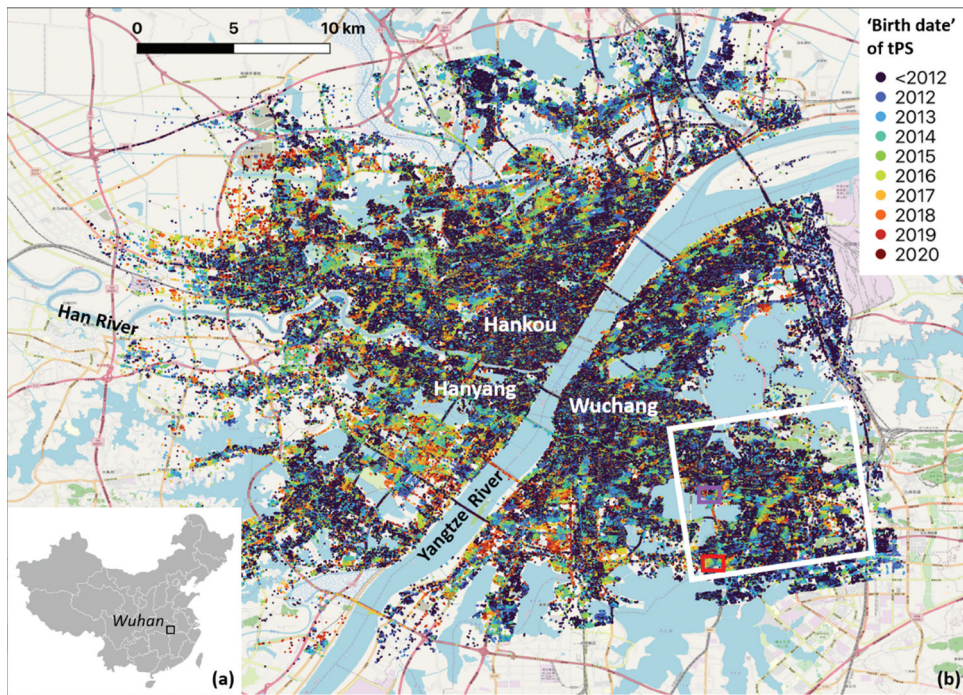 0 5 10 km
'Birth date'
of tPS
<2012
2012
2013
2014
2015
2016
2017
2018
2019
2020
Han River
Hankou
Hanyang
Wuchang
Yangtze River
Wuhan
(a)
(b)